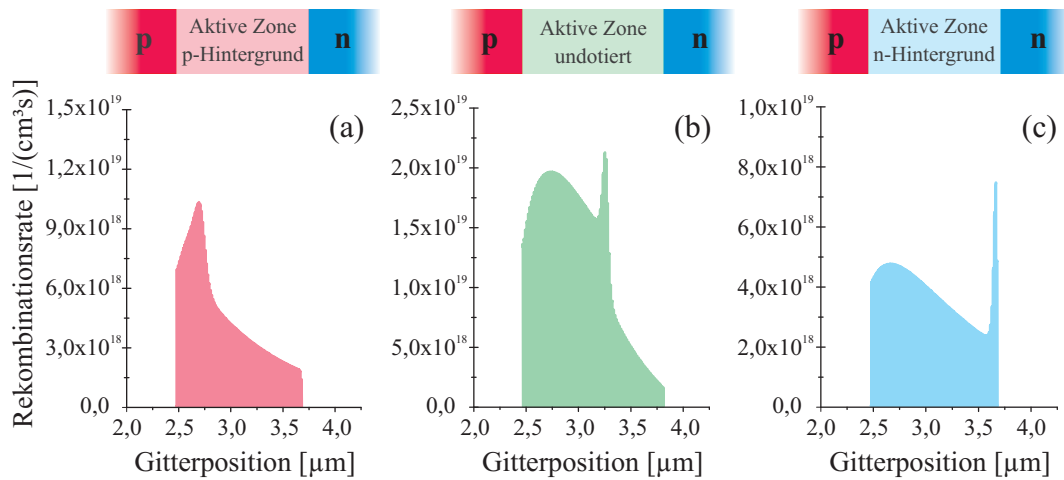 p
Aktive Zone
p-Hintergrund
n
p
Aktive Zone
undotiert
n
p
Aktive Zone
n-Hintergrund
n
Rekombinationsrate [1/(cm³s)]
(a)
1,5x10¹⁹
1,2x10¹⁹
9,0x10¹⁸
6,0x10¹⁸
3,0x10¹⁸
0,0
2,0 2,5 3,0 3,5 4,0
Gitterposition [µm]
(b)
2,5x10¹⁹
2,0x10¹⁹
1,5x10¹⁹
1,0x10¹⁹
5,0x10¹⁸
0,0
2,0 2,5 3,0 3,5 4,0
Gitterposition [µm]
(c)
1,0x10¹⁹
8,0x10¹⁸
6,0x10¹⁸
4,0x10¹⁸
2,0x10¹⁸
0,0
2,0 2,5 3,0 3,5 4,0
Gitterposition [µm]